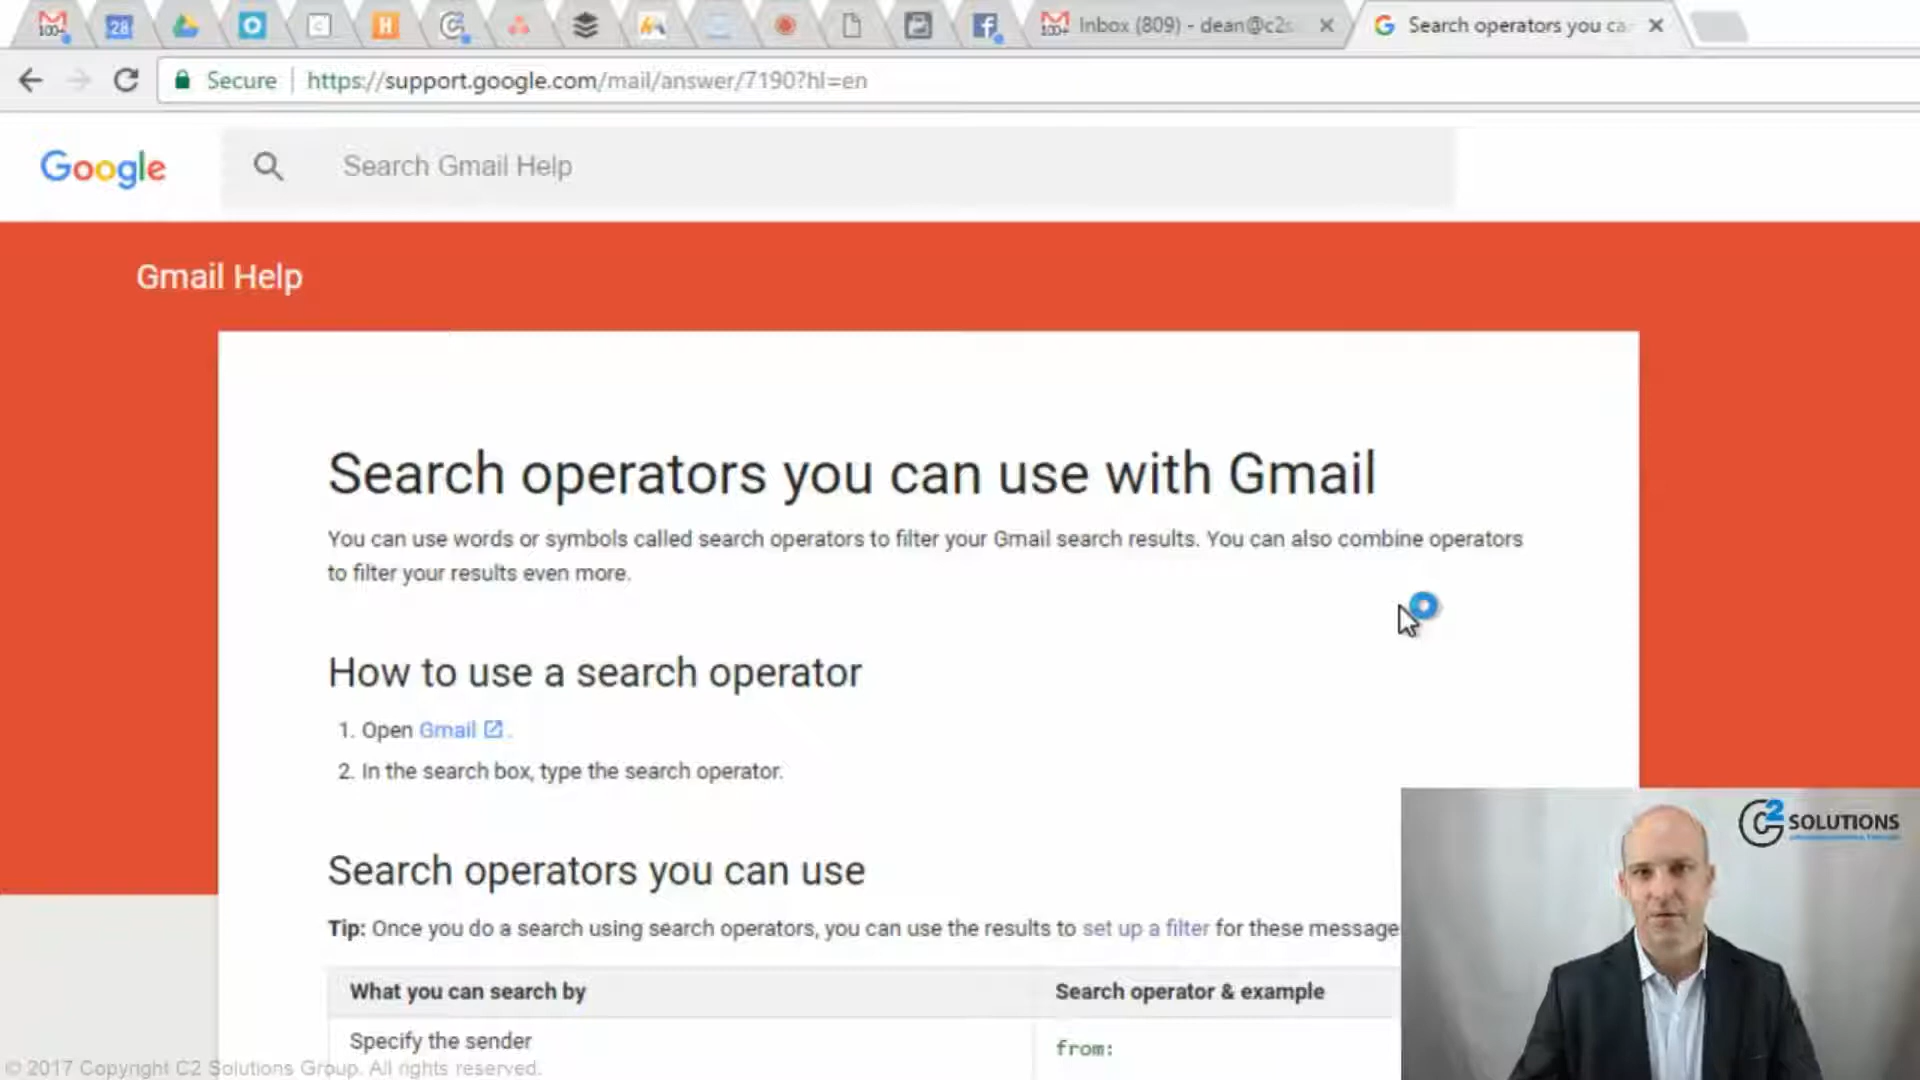 Inbox (809) - dean@c2s
Search operators you ca
Secure
https://support.google.com/mail/answer/7190?hl=en
Google
Search Gmail Help
Gmail Help
Search operators you can use with Gmail
You can use words or symbols called search operators to filter your Gmail search results. You can also combine operators
to filter your results even more.
How to use a search operator
1. Open Gmail .
2. In the search box, type the search operator.
Search operators you can use
Tip: Once you do a search using search operators, you can use the results to set up a filter for these message
What you can search by
Search operator & example
Specify the sender
from:
C2 SOLUTIONS
© 2017 Copyright C2 Solutions Group. All rights reserved.